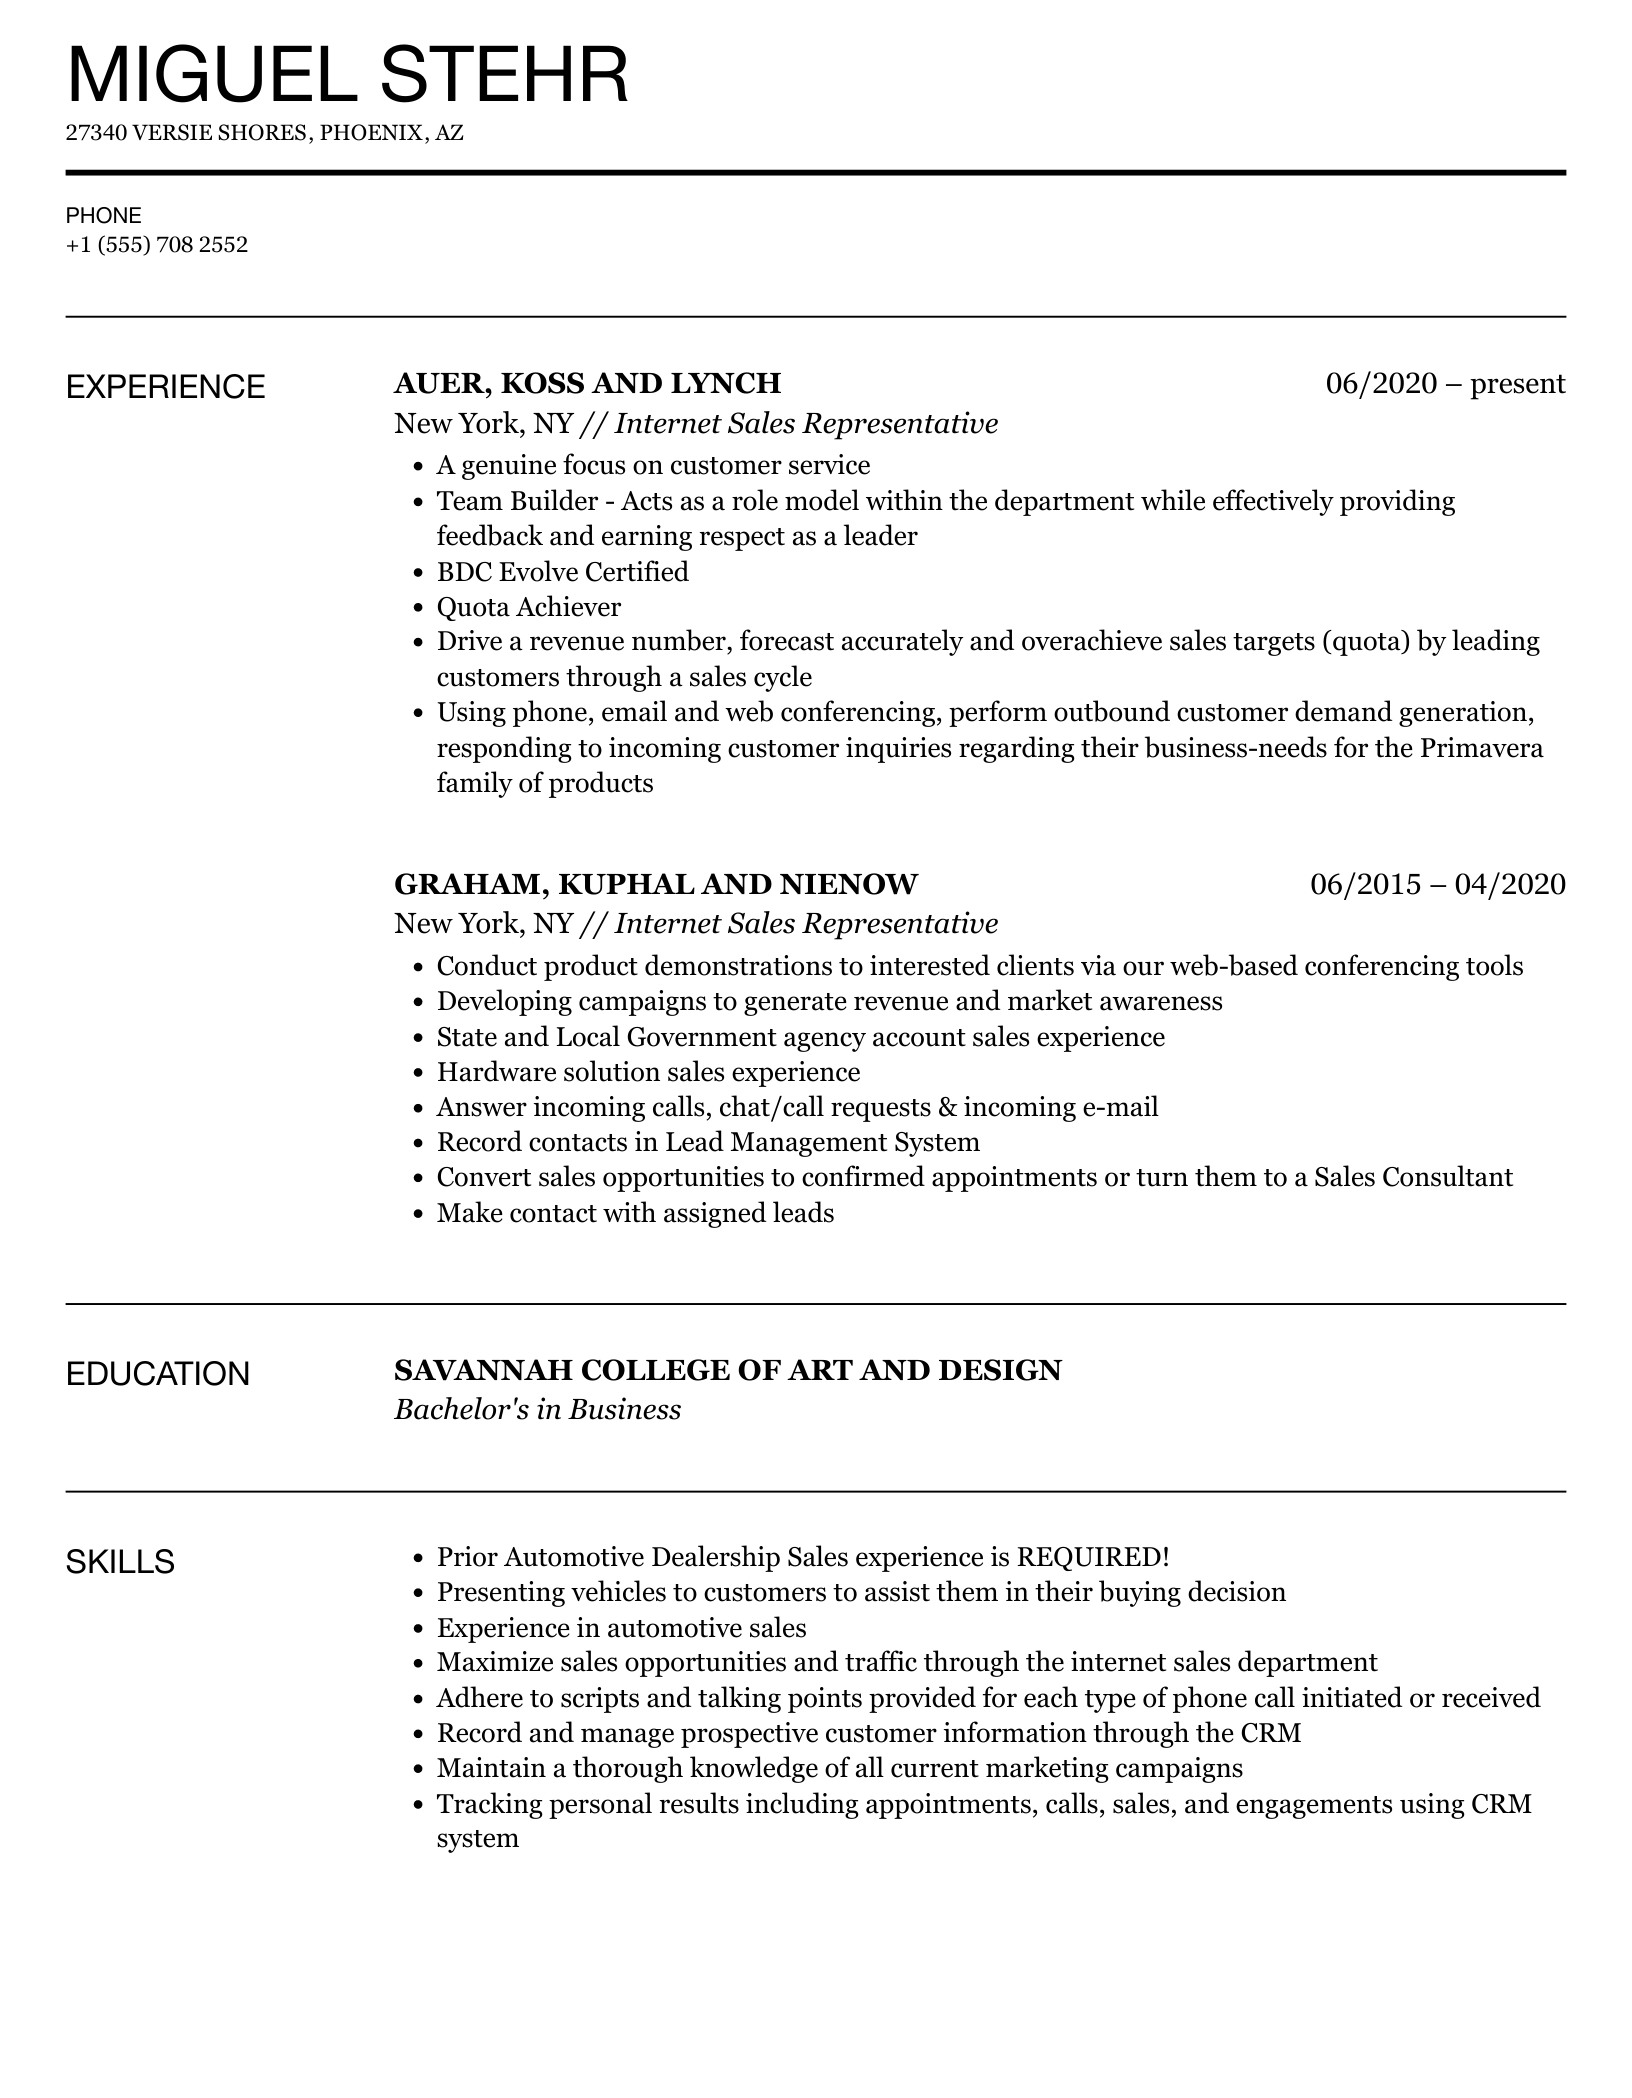 MIGUEL STEHR
27340 VERSIE SHORES, PHOENIX, AZ
PHONE
+1 (555) 708 2552
EXPERIENCE
AUER, KOSS AND LYNCH 06/2020 – present
New York, NY // Internet Sales Representative
• A genuine focus on customer service
• Team Builder - Acts as a role model within the department while effectively providing
feedback and earning respect as a leader
• BDC Evolve Certified
• Quota Achiever
• Drive a revenue number, forecast accurately and overachieve sales targets (quota) by leading
customers through a sales cycle
• Using phone, email and web conferencing, perform outbound customer demand generation,
responding to incoming customer inquiries regarding their business-needs for the Primavera
family of products
GRAHAM, KUPHAL AND NIENOW 06/2015 – 04/2020
New York, NY // Internet Sales Representative
• Conduct product demonstrations to interested clients via our web-based conferencing tools
• Developing campaigns to generate revenue and market awareness
• State and Local Government agency account sales experience
• Hardware solution sales experience
• Answer incoming calls, chat/call requests & incoming e-mail
• Record contacts in Lead Management System
• Convert sales opportunities to confirmed appointments or turn them to a Sales Consultant
• Make contact with assigned leads
EDUCATION
SAVANNAH COLLEGE OF ART AND DESIGN
Bachelor's in Business
SKILLS
• Prior Automotive Dealership Sales experience is REQUIRED!
• Presenting vehicles to customers to assist them in their buying decision
• Experience in automotive sales
• Maximize sales opportunities and traffic through the internet sales department
• Adhere to scripts and talking points provided for each type of phone call initiated or received
• Record and manage prospective customer information through the CRM
• Maintain a thorough knowledge of all current marketing campaigns
• Tracking personal results including appointments, calls, sales, and engagements using CRM
system